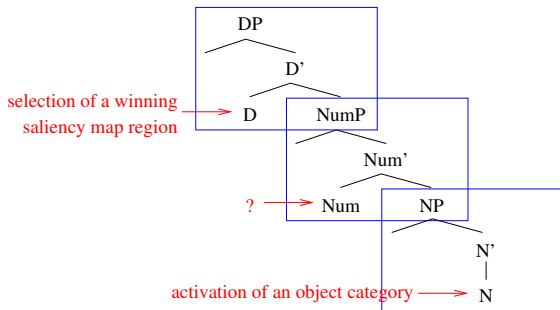 DP
D'
selection of a winning
saliency map region
D NumP
Num'
? Num NP
N'
activation of an object category N